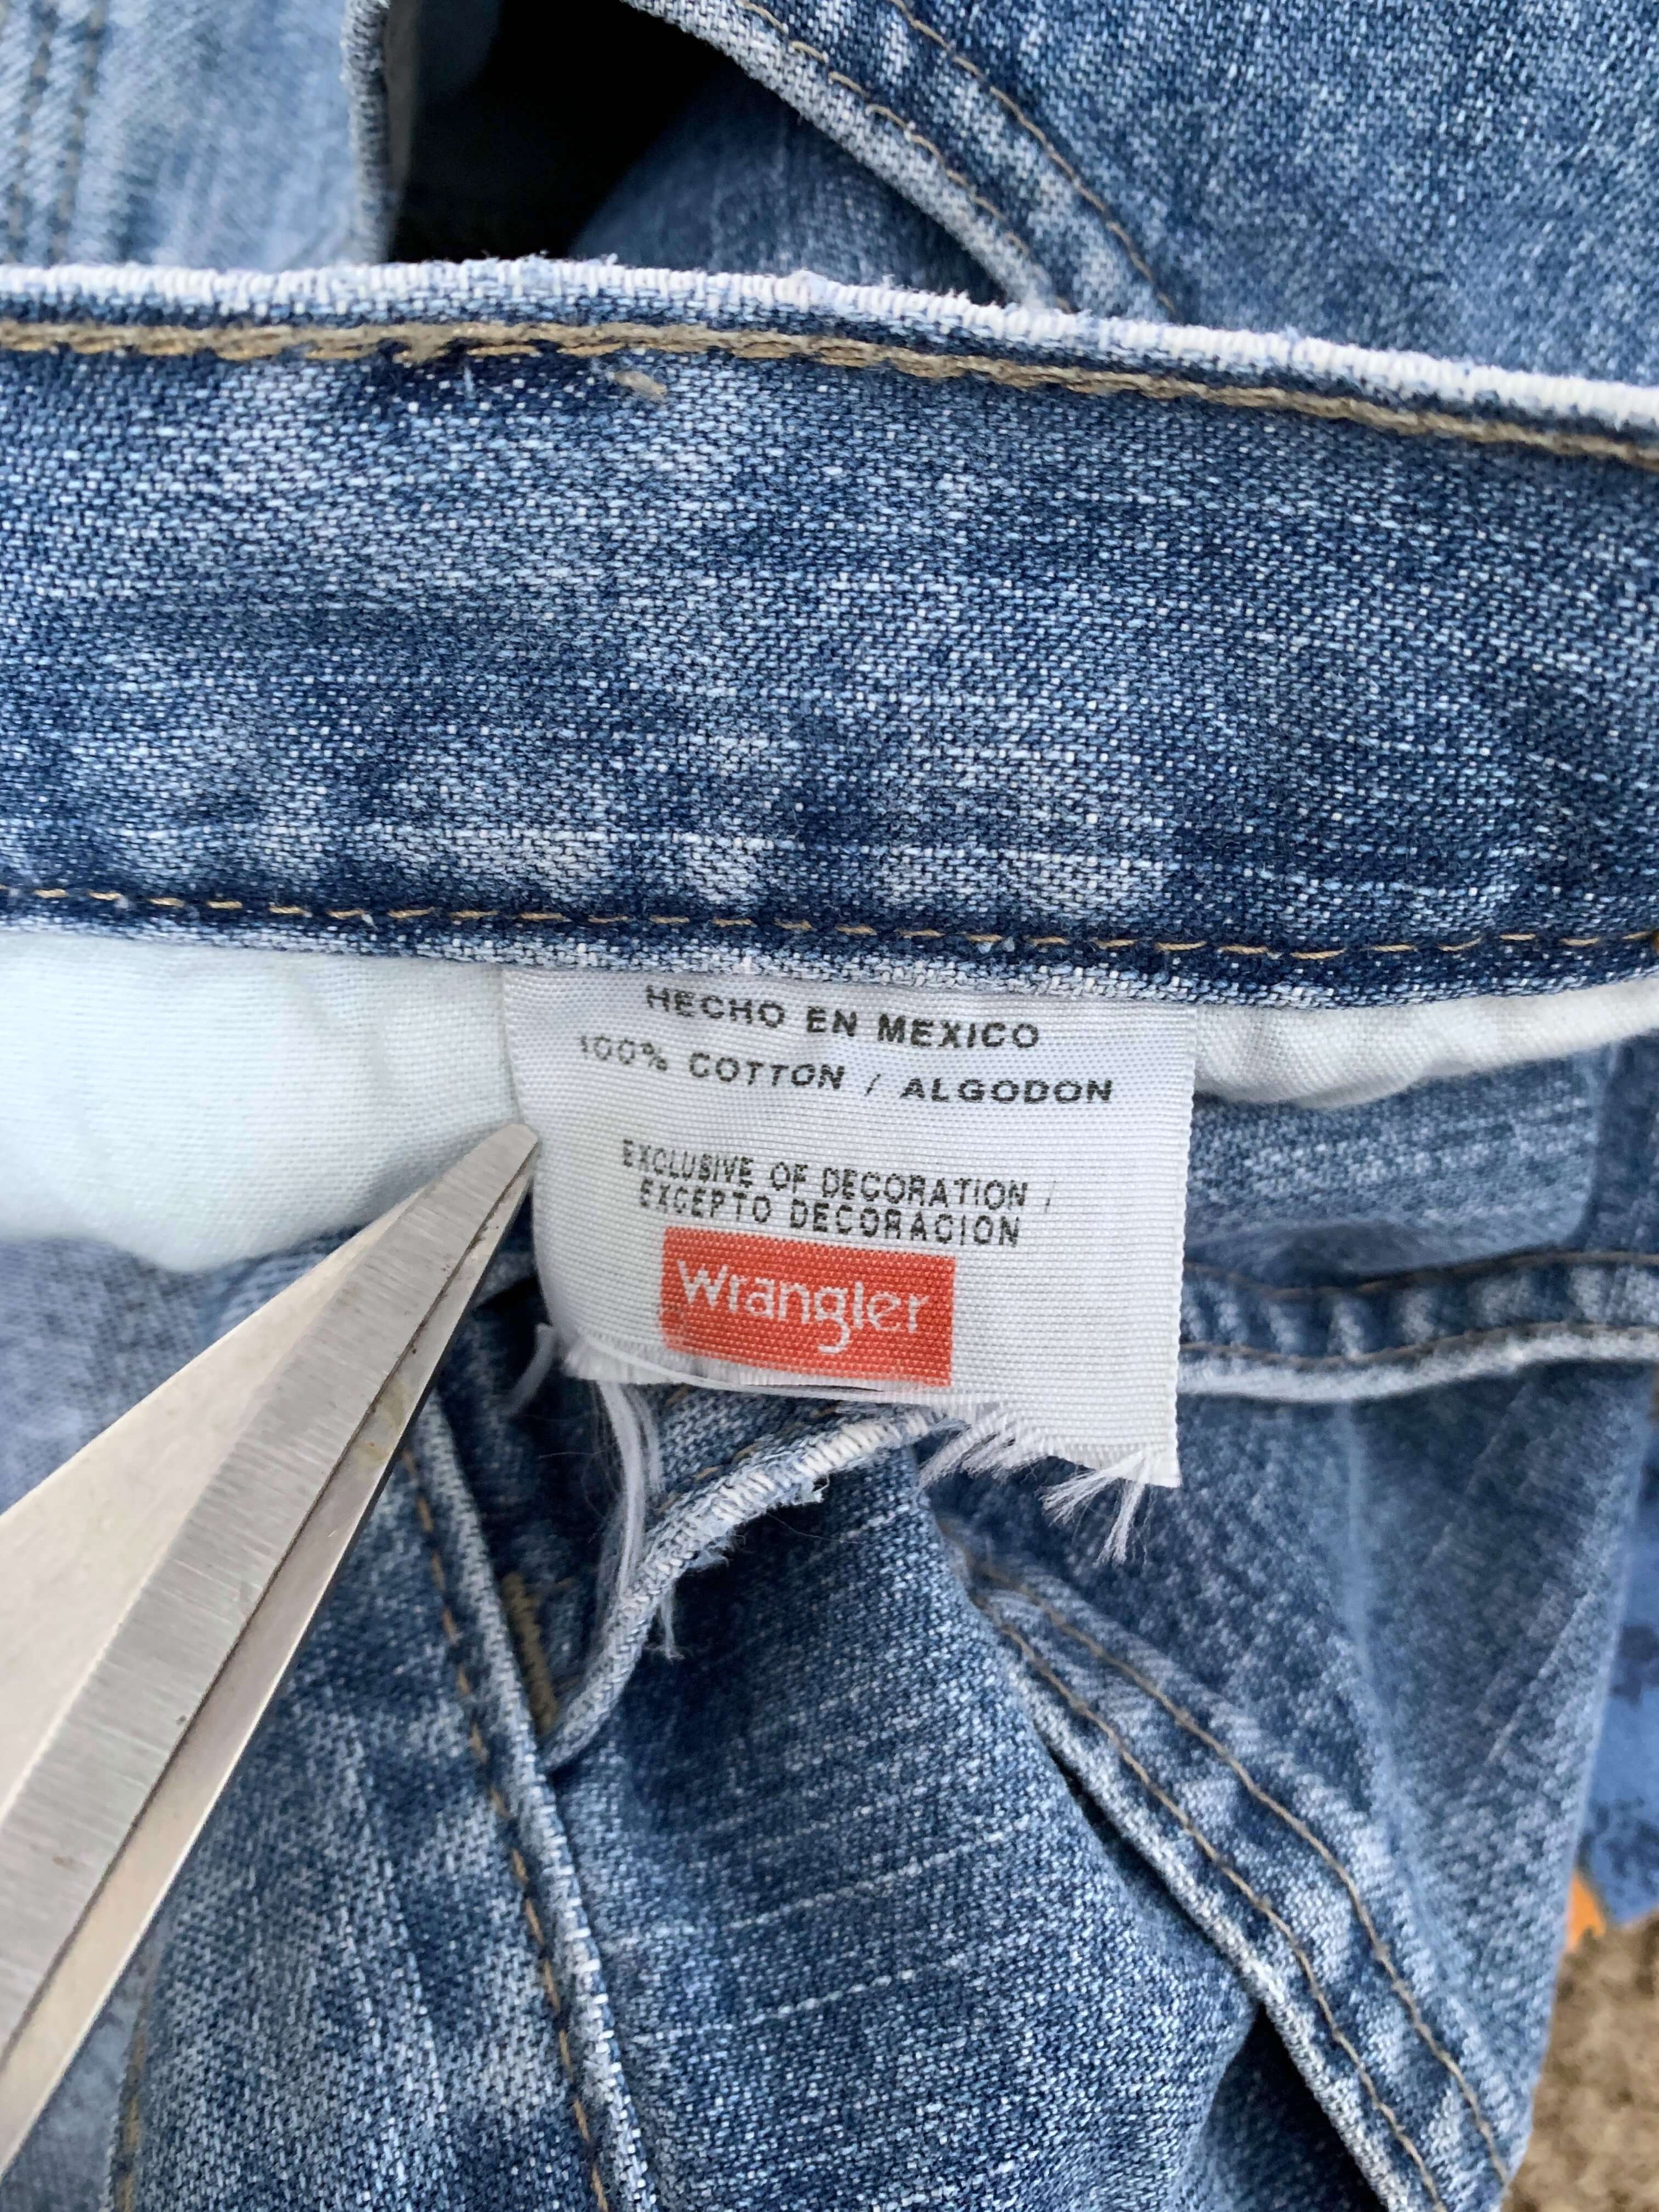 HECHO EN MEXICO
100% COTTON / ALGODON
EXCLUSIVE OF DECORATION /
EXCEPTO DECORACION
Wrangler